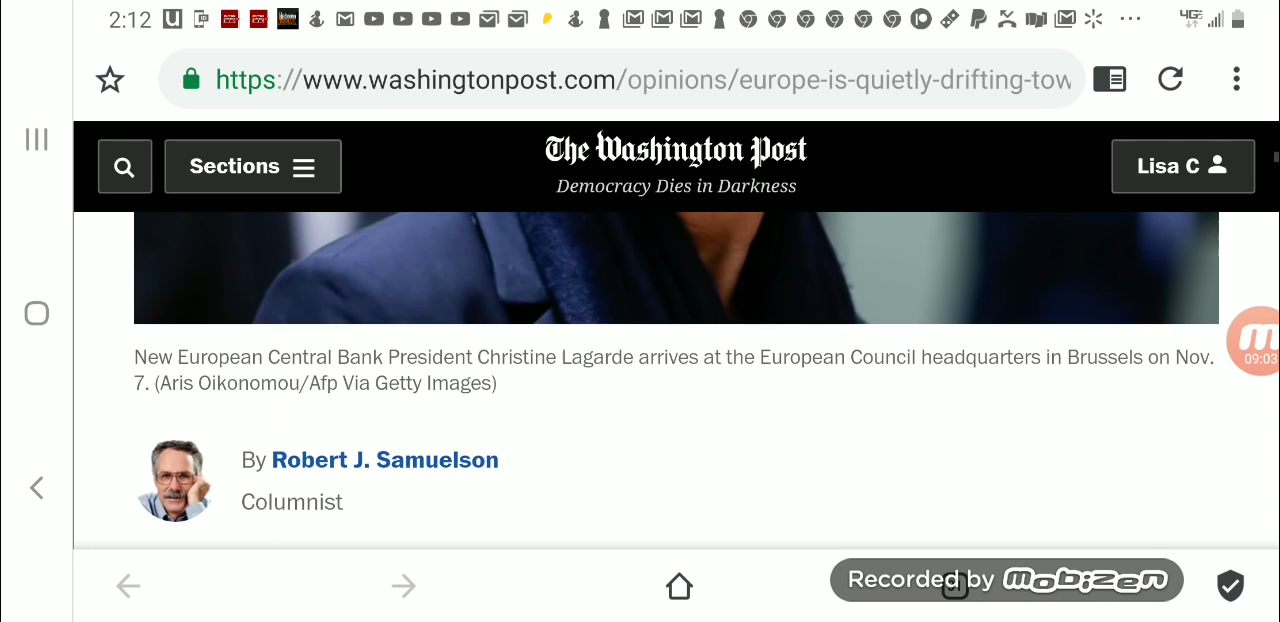 2:12
4GE
https://www.washingtonpost.com/opinions/europe-is-quietly-drifting-tow
Sections
The Washington Post
Democracy Dies in Darkness
Lisa C
New European Central Bank President Christine Lagarde arrives at the European Council headquarters in Brussels on Nov.
7. (Aris Oikonomou/Afp Via Getty Images)
09:03
By Robert J. Samuelson
Columnist
Recorded by mobizen